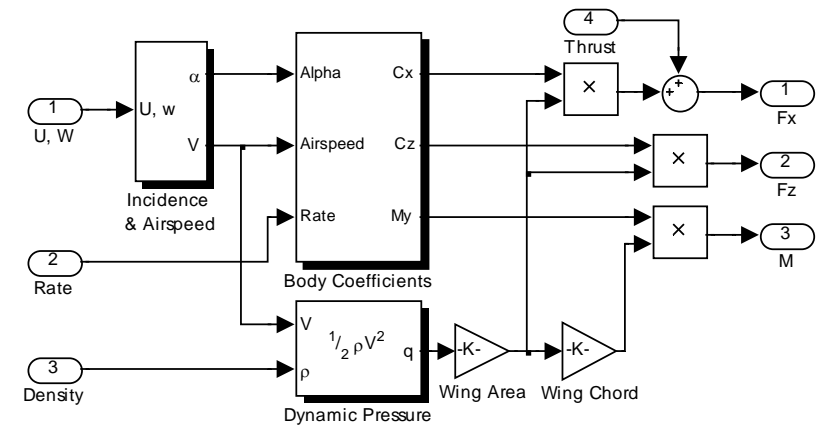 4
Thrust
α
U, w
V
Incidence
& Airspeed
1
U, W
Alpha
Airspeed
Rate
Cx
Cz
My
Body Coefficients
×
+
+
1
Fx
×
2
Fz
×
3
M
2
Rate
V
ρ
1/2 ρV²
q
Dynamic Pressure
3
Density
-K-
Wing Area
-K-
Wing Chord